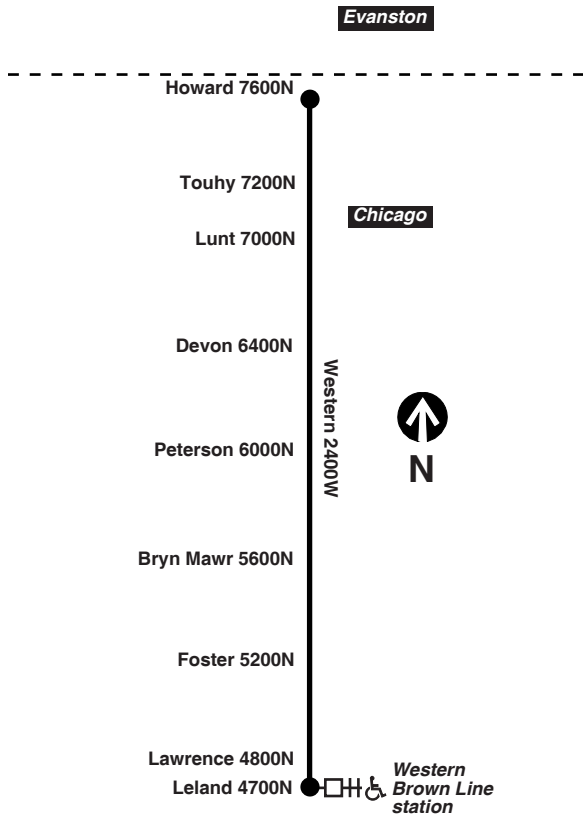 Evanston
Howard 7600N
Touhy 7200N
Chicago
Lunt 7000N
Devon 6400N
Western 2400W
Peterson 6000N
N
Bryn Mawr 5600N
Foster 5200N
Lawrence 4800N
Leland 4700N
Western
Brown Line
station